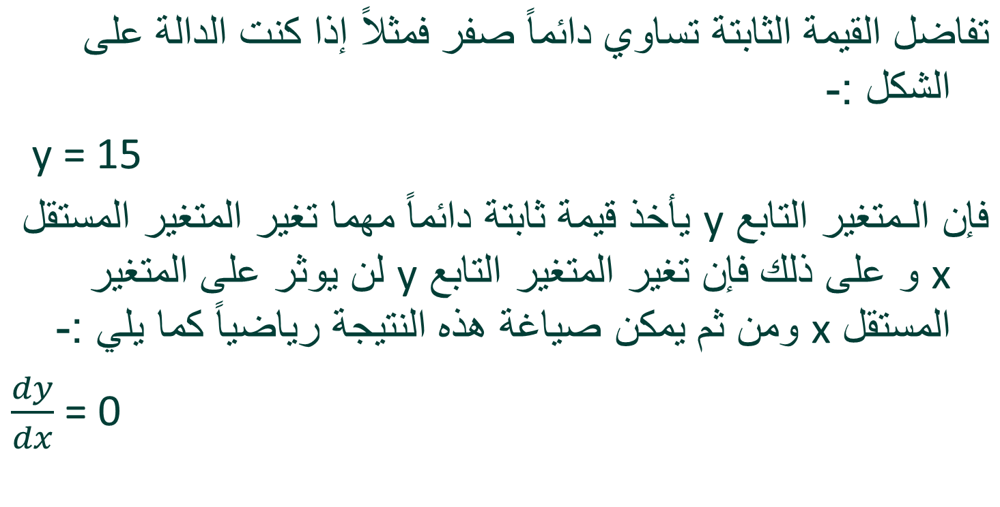 تفاضل القيمة الثابتة تساوي دائماً صفر فمثلاً إذا كنت الدالة على
الشكل :-
y = 15
فإن الـمتغير التابع y يأخذ قيمة ثابتة دائماً مهما تغير المتغير المستقل
x و على ذلك فإن تغير المتغير التابع y لن يوثر على المتغير
المستقل x ومن ثم يمكن صياغة هذه النتيجة رياضياً كما يلي :-
dy/dx = 0